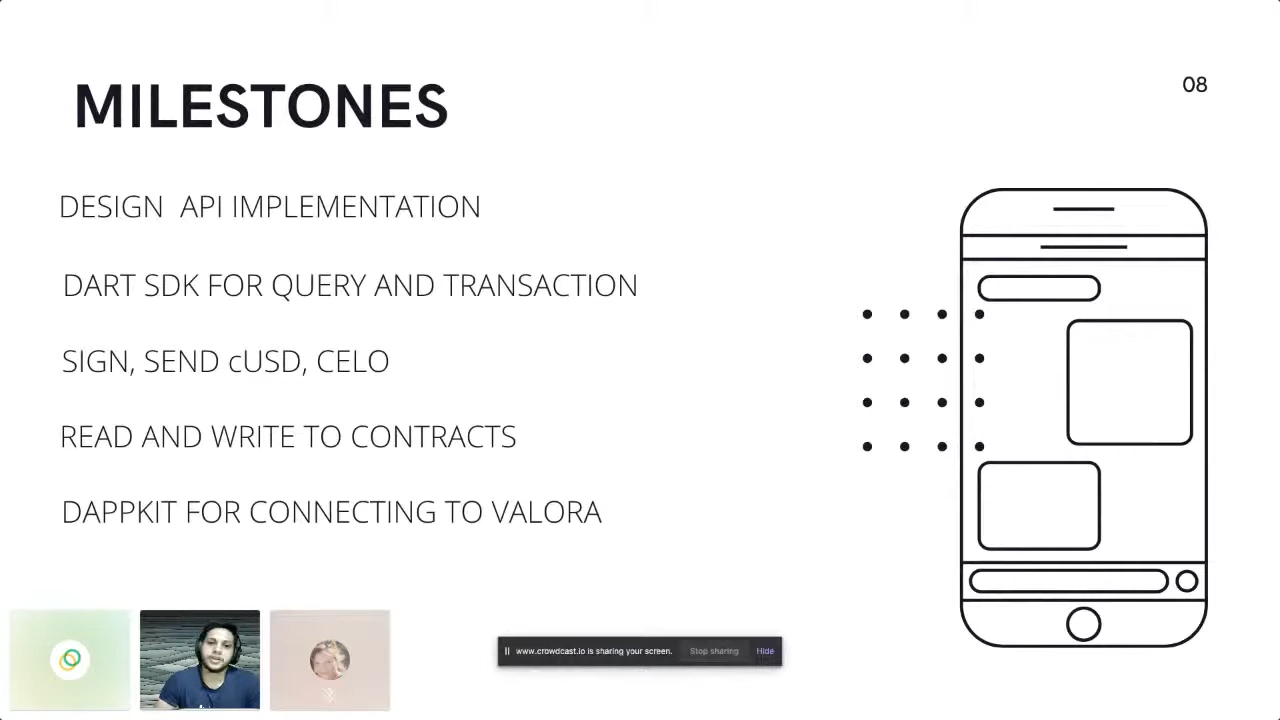 MILESTONES
08
DESIGN  API IMPLEMENTATION
DART SDK FOR QUERY AND TRANSACTION
SIGN, SEND cUSD, CELO
READ AND WRITE TO CONTRACTS
DAPPKIT FOR CONNECTING TO VALORA
www.crowdcast.io is sharing your screen. Stop sharing Hide